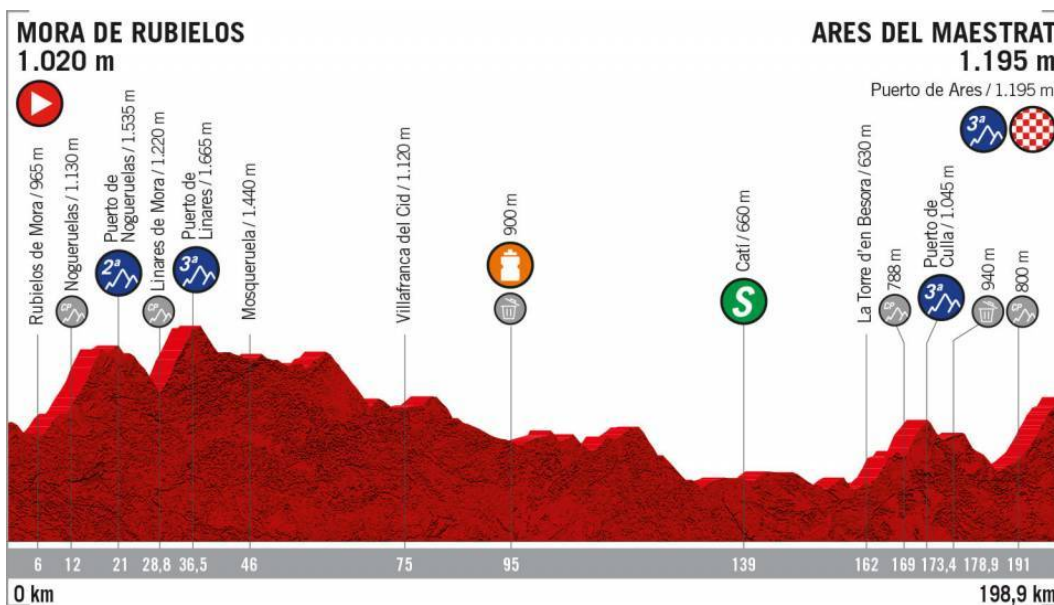 MORA DE RUBIELOS
1.020 m
ARES DEL MAESTRAT
1.195 m
Puerto de Ares / 1.195 m
3ª
Rubielos de Mora / 965 m
Nogueruelas / 1.130 m
CP
Puerto de
Nogueruelas / 1.535 m
2ª
Linares de Mora / 1.220 m
CP
Puerto de
Linares / 1.665 m
3ª
Mosqueruela / 1.440 m
Villafranca del Cid / 1.120 m
900 m
Catí / 660 m
S
La Torre d'en Besora / 630 m
788 m
CP
Puerto de
Culla / 1.045 m
3ª
940 m
800 m
CP
6 12 21 28,8 36,5 46 75 95 139 162 169 173,4 178,9 191
0 km
198,9 km